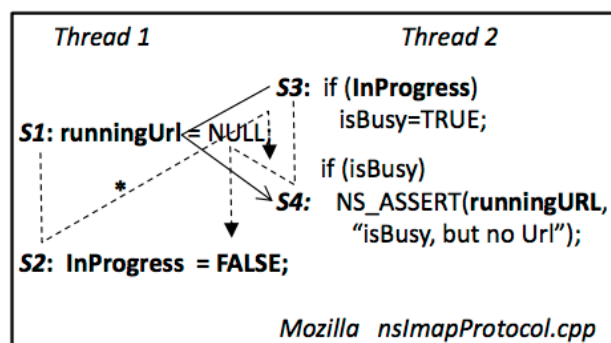 Thread 1
Thread 2
S3: if (InProgress)
isBusy=TRUE;
S1: runningUrl = NULL;
if (isBusy)
S4: NS_ASSERT(runningURL,
“isBusy, but no Url”);
*
S2: InProgress = FALSE;
Mozilla nsImapProtocol.cpp